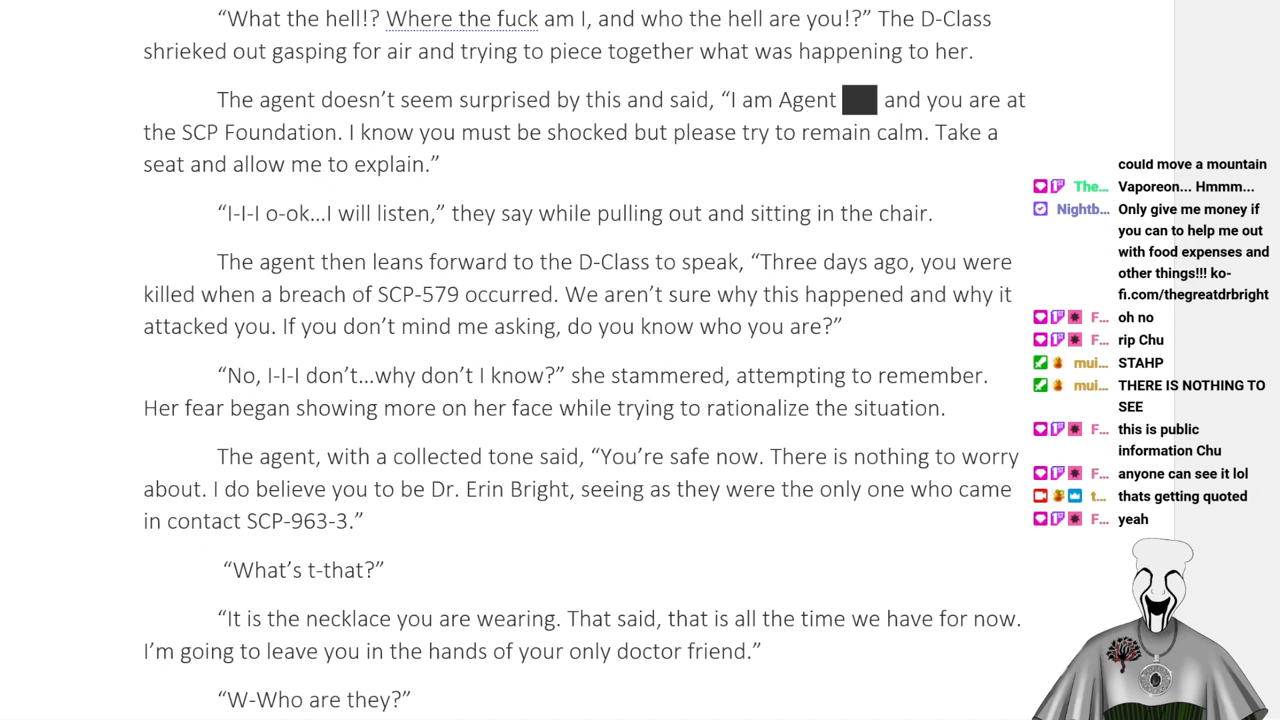 “What the hell!? Where the fuck am I, and who the hell are you!?” The D-Class
shrieked out gasping for air and trying to piece together what was happening to her.
The agent doesn’t seem surprised by this and said, “I am Agent and you are at
the SCP Foundation. I know you must be shocked but please try to remain calm. Take a
seat and allow me to explain.”
“I-I-I o-ok...I will listen,” they say while pulling out and sitting in the chair.
The agent then leans forward to the D-Class to speak, “Three days ago, you were
killed when a breach of SCP-579 occurred. We aren’t sure why this happened and why it
attacked you. If you don’t mind me asking, do you know who you are?”
“No, I-I-I don’t...why don’t I know?” she stammered, attempting to remember.
Her fear began showing more on her face while trying to rationalize the situation.
The agent, with a collected tone said, “You’re safe now. There is nothing to worry
about. I do believe you to be Dr. Erin Bright, seeing as they were the only one who came
in contact SCP-963-3.”
“What’s t-that?”
“It is the necklace you are wearing. That said, that is all the time we have for now.
I’m going to leave you in the hands of your only doctor friend.”
“W-Who are they?”
could move a mountain
The... Vaporeon... Hmmm...
Nightb... Only give me money if
you can to help me out
with food expenses and
other things!!! ko-
fi.com/thegreatdrbright
F... oh no
F... rip Chu
mui... STAHP
mui... THERE IS NOTHING TO
SEE
F... this is public
information Chu
F... anyone can see it lol
t... thats getting quoted
F... yeah